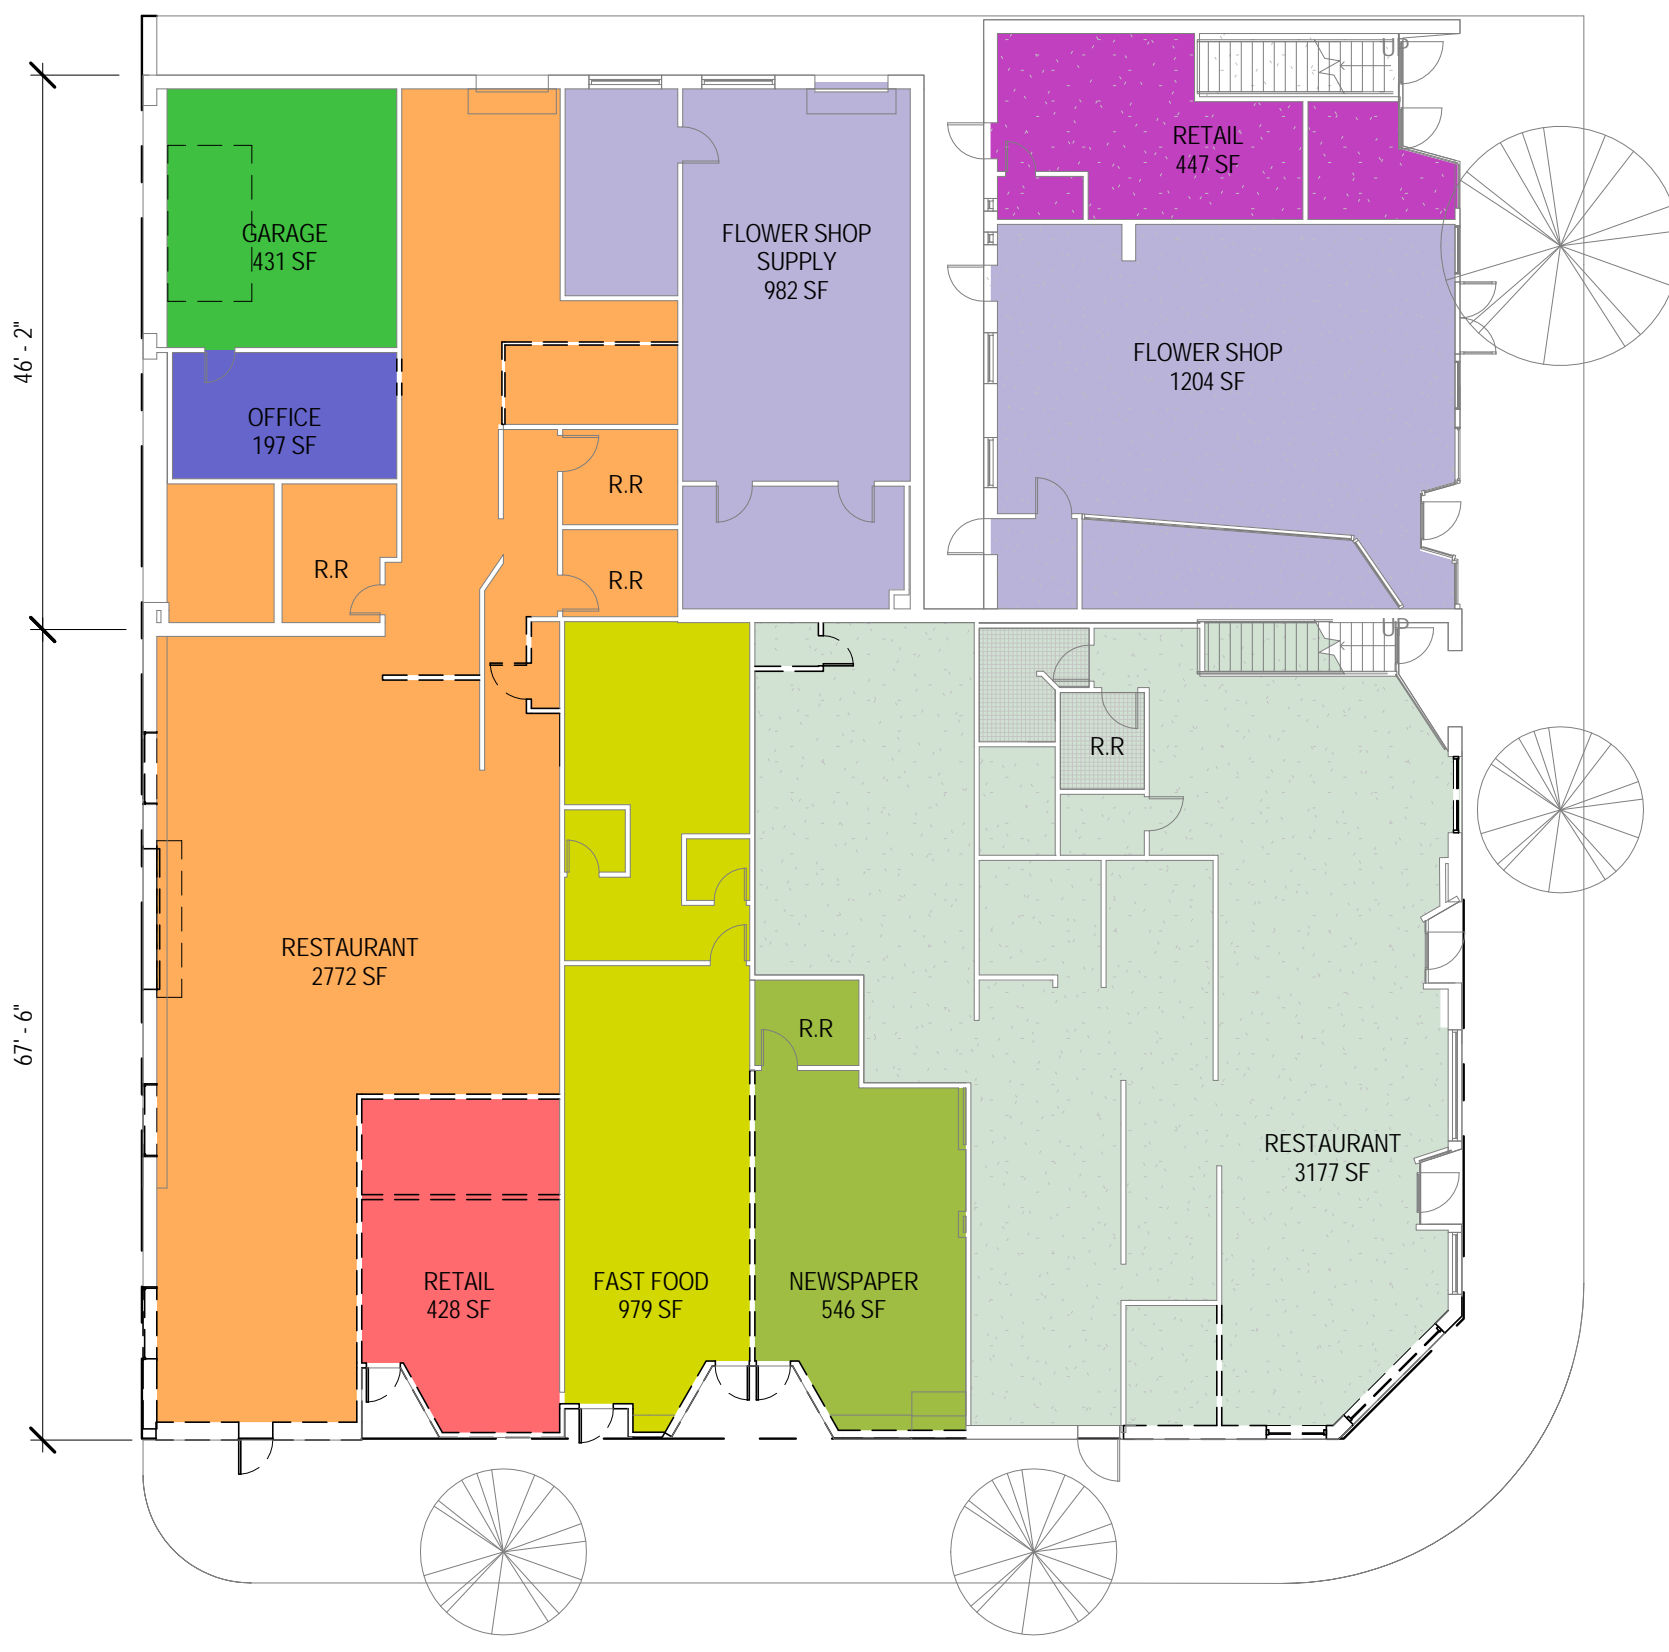 RETAIL
447 SF
GARAGE
431 SF
FLOWER SHOP
SUPPLY
982 SF
46' - 2"
FLOWER SHOP
1204 SF
OFFICE
197 SF
R.R
R.R
R.R
UP
UP
R.R
RESTAURANT
2772 SF
67' - 6"
R.R
RESTAURANT
3177 SF
RETAIL
428 SF
FAST FOOD
979 SF
NEWSPAPER
546 SF